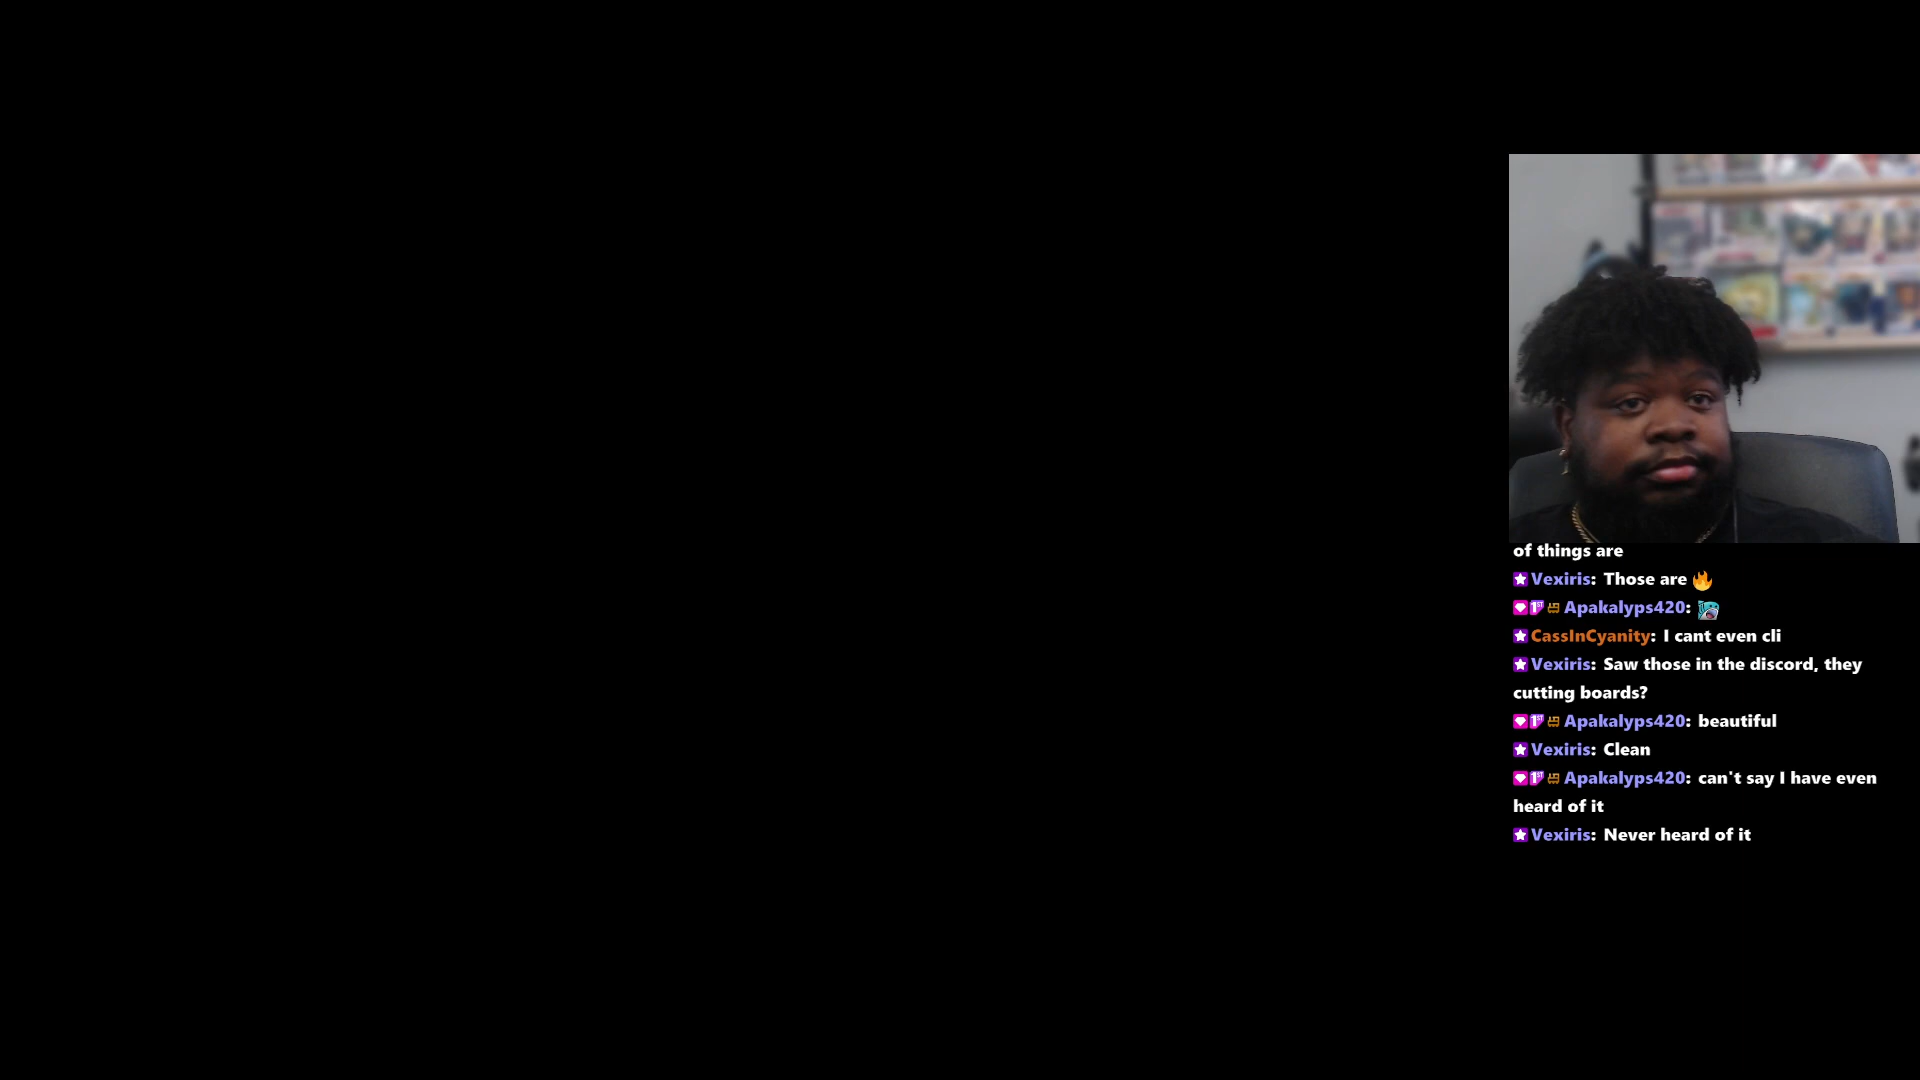 of things are
Vexiris: Those are 🔥
Apakalyps420:
CassInCyanity: I cant even cli
Vexiris: Saw those in the discord, they
cutting boards?
Apakalyps420: beautiful
Vexiris: Clean
Apakalyps420: can't say I have even
heard of it
Vexiris: Never heard of it